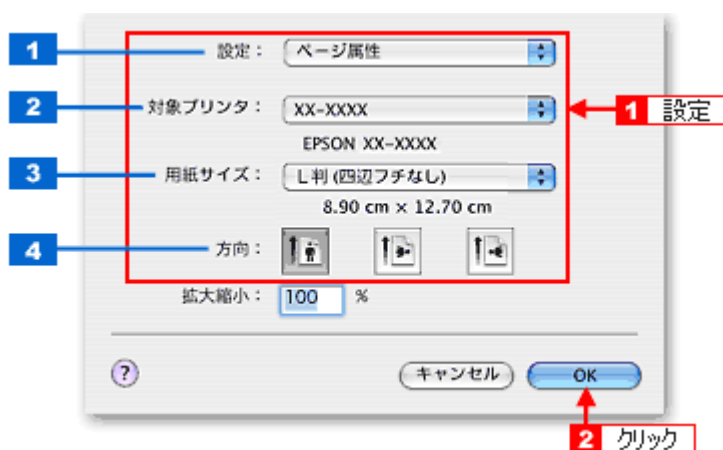 1 設定： ページ属性
2 対象プリンタ： XX-XXXX 1 設定
EPSON XX-XXXX
3 用紙サイズ： L判(四辺フチなし)
8.90 cm × 12.70 cm
4 方向：
拡大縮小： 100 %
? キャンセル OK
2 クリック